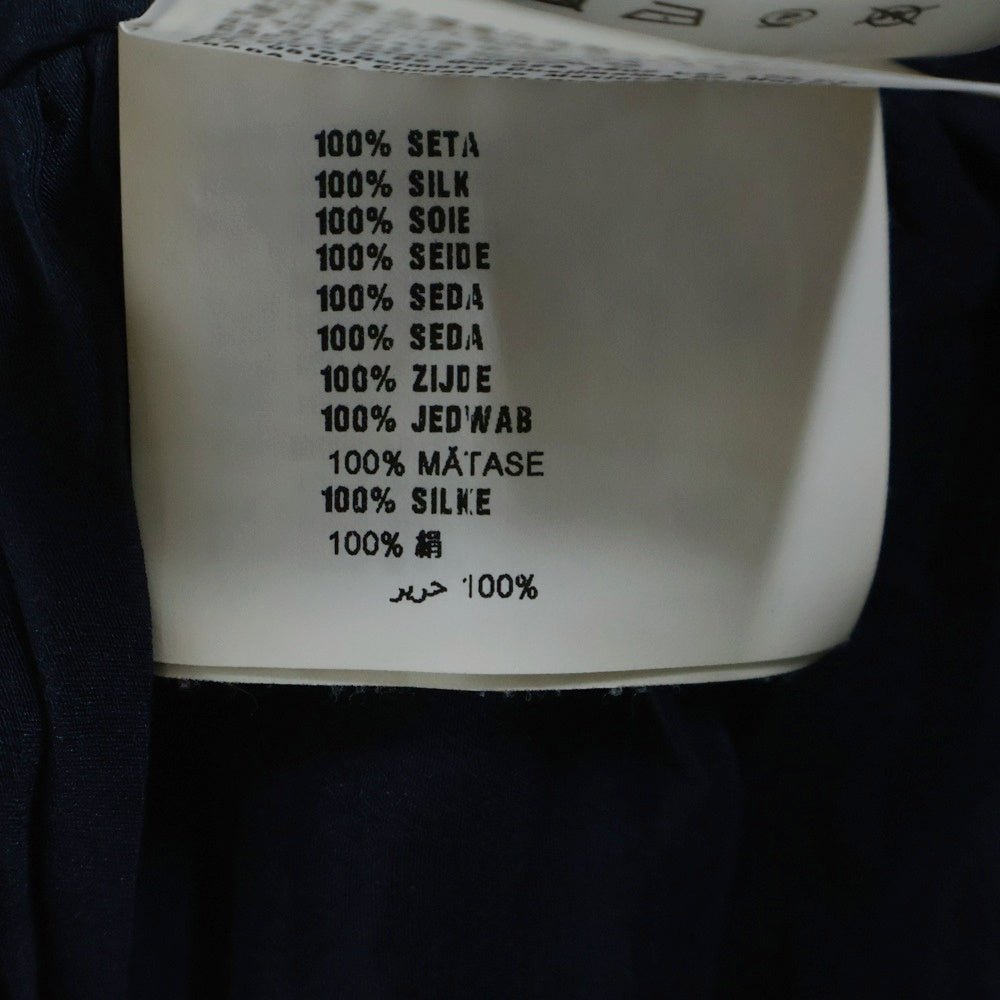 100% SETA
100% SILK
100% SOIE
100% SEIDE
100% SEDA
100% SEDA
100% ZIJDE
100% JEDWAB
100% MĂTASE
100% SILKE
100% 絹
100% حرير